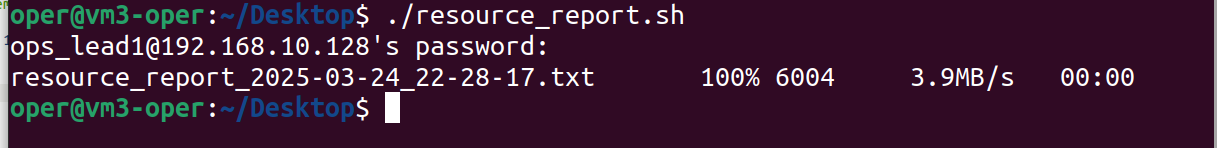 oper@vm3-oper:~/Desktop$ ./resource_report.sh
ops_lead1@192.168.10.128's password:
resource_report_2025-03-24_22-28-17.txt 100% 6004 3.9MB/s 00:00
oper@vm3-oper:~/Desktop$